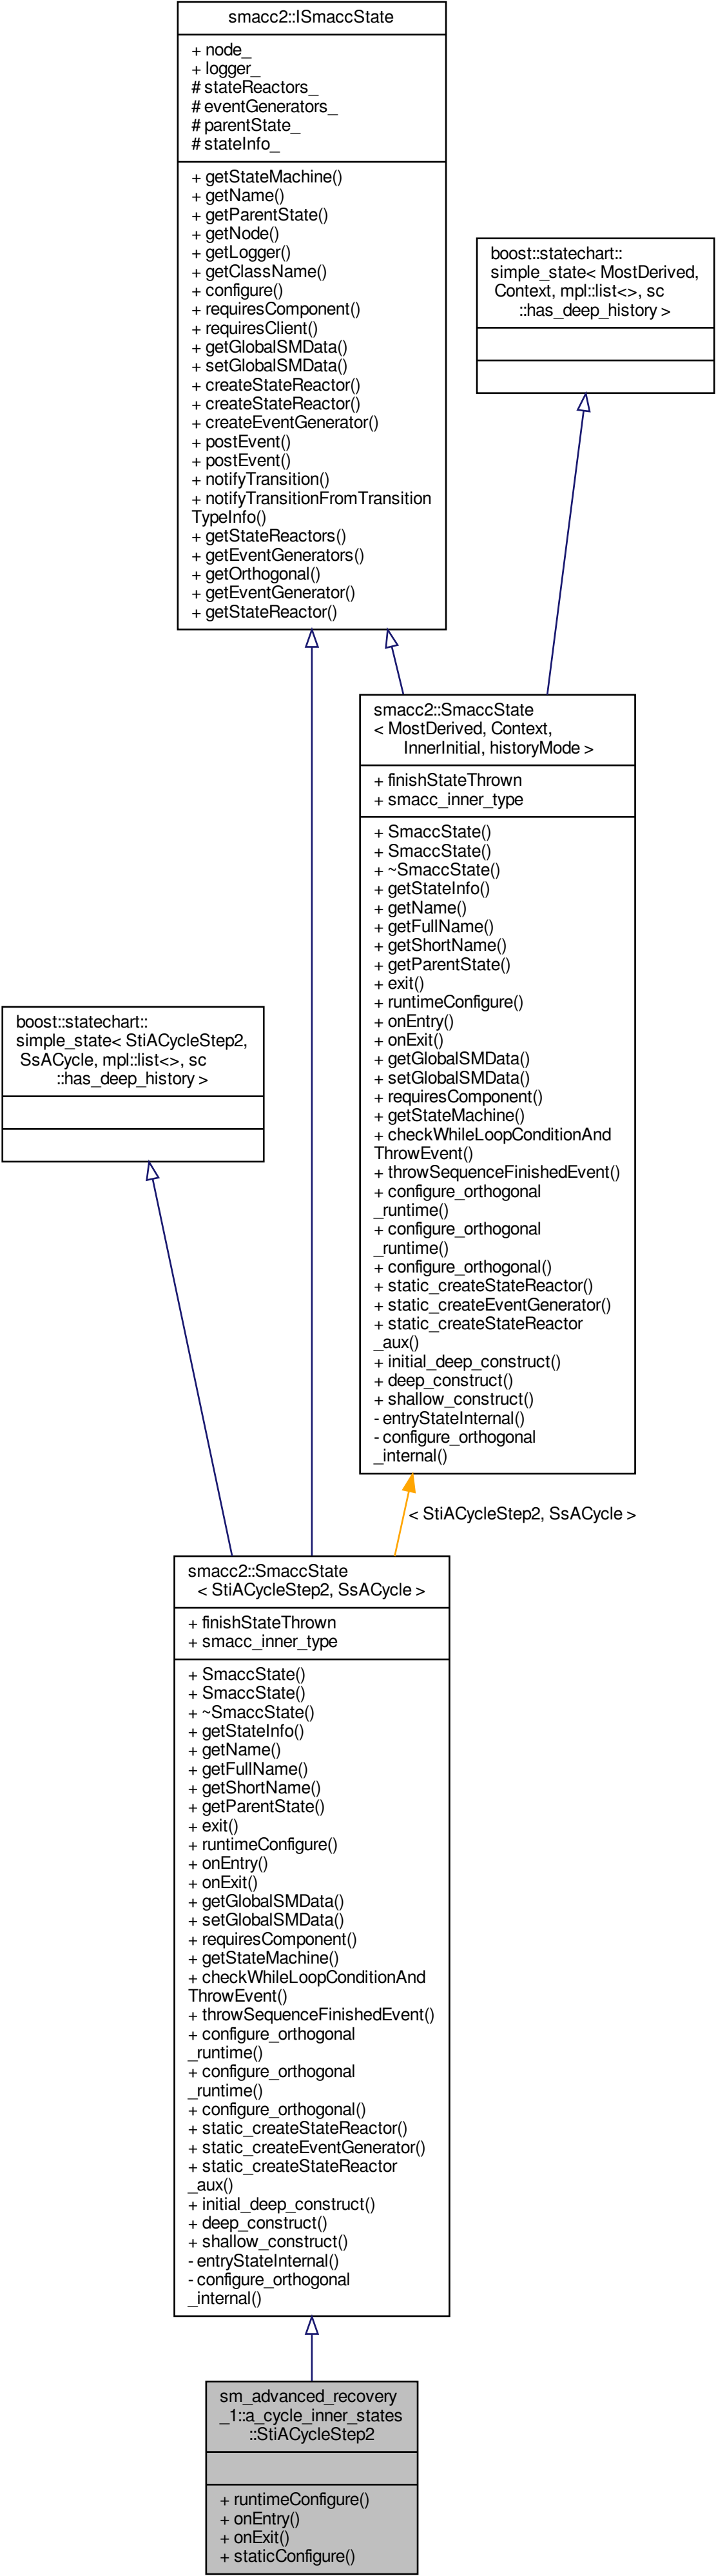 smacc2::ISmaccState
+ node_
+ logger_
# stateReactors_
# eventGenerators_
# parentState_
# stateInfo_
+ getStateMachine()
+ getName()
+ getParentState()
+ getNode()
+ getLogger()
+ getClassName()
+ configure()
+ requiresComponent()
+ requiresClient()
+ getGlobalSMData()
+ setGlobalSMData()
+ createStateReactor()
+ createStateReactor()
+ createEventGenerator()
+ postEvent()
+ postEvent()
+ notifyTransition()
+ notifyTransitionFromTransition
TypeInfo()
+ getStateReactors()
+ getEventGenerators()
+ getOrthogonal()
+ getEventGenerator()
+ getStateReactor()
boost::statechart::
simple_state< MostDerived,
Context, mpl::list<>, sc
::has_deep_history >
smacc2::SmaccState
< MostDerived, Context,
InnerInitial, historyMode >
+ finishStateThrown
+ smacc_inner_type
+ SmaccState()
+ SmaccState()
+ ~SmaccState()
+ getStateInfo()
+ getName()
+ getFullName()
+ getShortName()
+ getParentState()
+ exit()
+ runtimeConfigure()
+ onEntry()
+ onExit()
+ getGlobalSMData()
+ setGlobalSMData()
+ requiresComponent()
+ getStateMachine()
+ checkWhileLoopConditionAnd
ThrowEvent()
+ throwSequenceFinishedEvent()
+ configure_orthogonal
_runtime()
+ configure_orthogonal
_runtime()
+ configure_orthogonal()
+ static_createStateReactor()
+ static_createEventGenerator()
+ static_createStateReactor
_aux()
+ initial_deep_construct()
+ deep_construct()
+ shallow_construct()
- entryStateInternal()
- configure_orthogonal
_internal()
boost::statechart::
simple_state< StiACycleStep2,
SsACycle, mpl::list<>, sc
::has_deep_history >
< StiACycleStep2, SsACycle >
smacc2::SmaccState
< StiACycleStep2, SsACycle >
+ finishStateThrown
+ smacc_inner_type
+ SmaccState()
+ SmaccState()
+ ~SmaccState()
+ getStateInfo()
+ getName()
+ getFullName()
+ getShortName()
+ getParentState()
+ exit()
+ runtimeConfigure()
+ onEntry()
+ onExit()
+ getGlobalSMData()
+ setGlobalSMData()
+ requiresComponent()
+ getStateMachine()
+ checkWhileLoopConditionAnd
ThrowEvent()
+ throwSequenceFinishedEvent()
+ configure_orthogonal
_runtime()
+ configure_orthogonal
_runtime()
+ configure_orthogonal()
+ static_createStateReactor()
+ static_createEventGenerator()
+ static_createStateReactor
_aux()
+ initial_deep_construct()
+ deep_construct()
+ shallow_construct()
- entryStateInternal()
- configure_orthogonal
_internal()
sm_advanced_recovery
_1::a_cycle_inner_states
::StiACycleStep2
+ runtimeConfigure()
+ onEntry()
+ onExit()
+ staticConfigure()